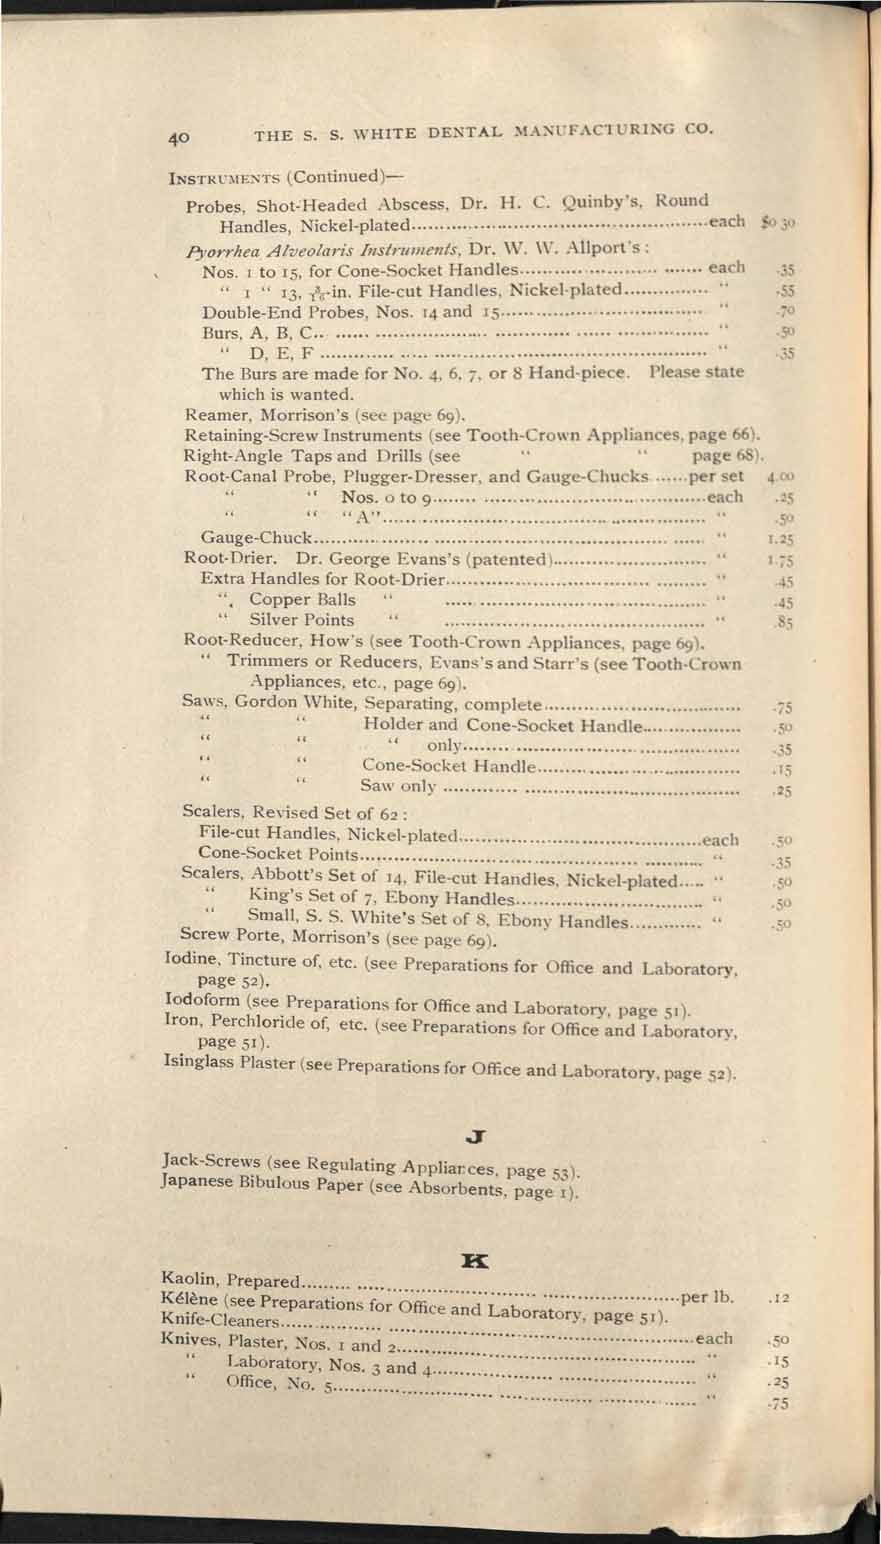 40 THE S. S. WHITE DENTAL MANUFACTURING CO.
INSTRUMENTS (Continued)—
Probes, Shot-Headed Abscess, Dr. H. C. Quinby's, Round
Handles, Nickel-plated........each $0 30
Pyorrhea Alveolaris Instruments, Dr. W. W. Allport's :
Nos. 1 to 15, for Cone-Socket Handles........ each .35
“ 1 “ 13, 3/16-in. File-cut Handles, Nickel-plated........ “ .55
Double-End Probes, Nos. 14 and 15........ “ .70
Burs, A, B, C........ “ .50
“ D, E, F ........ “ .35
The Burs are made for No. 4, 6, 7, or 8 Hand-piece. Please state
which is wanted.
Reamer, Morrison's (see page 69).
Retaining-Screw Instruments (see Tooth-Crown Appliances, page 66).
Right-Angle Taps and Drills (see “ “ page 68).
Root-Canal Probe, Plugger-Dresser, and Gauge-Chucks........per set 4.00
“ “ Nos. 0 to 9........each .25
“ “ “A”........ “ .50
Gauge-Chuck........ “ 1.25
Root-Drier. Dr. George Evans's (patented)........ “ 1.75
Extra Handles for Root-Drier........ “ .45
“ Copper Balls “ ........ “ .45
“ Silver Points “ ........ “ .85
Root-Reducer, How's (see Tooth-Crown Appliances, page 69).
“ Trimmers or Reducers, Evans's and Starr's (see Tooth-Crown
Appliances, etc., page 69).
Saws, Gordon White, Separating, complete........ .75
“ “ Holder and Cone-Socket Handle........ .50
“ “ “ only........ .35
“ “ Cone-Socket Handle........ .15
“ “ Saw only ........ .25
Scalers, Revised Set of 62 :
File-cut Handles, Nickel-plated........each .50
Cone-Socket Points........ “ .35
Scalers, Abbott's Set of 14, File-cut Handles, Nickel-plated..... “ .50
“ King's Set of 7, Ebony Handles........ “ .50
“ Small, S. S. White's Set of 8, Ebony Handles........ “ .50
Screw Porte, Morrison's (see page 69).
Iodine, Tincture of, etc. (see Preparations for Office and Laboratory,
page 52).
Iodoform (see Preparations for Office and Laboratory, page 51).
Iron, Perchloride of, etc. (see Preparations for Office and Laboratory,
page 51).
Isinglass Plaster (see Preparations for Office and Laboratory, page 52).
J
Jack-Screws (see Regulating Appliances, page 53).
Japanese Bibulous Paper (see Absorbents, page 1).
K
Kaolin, Prepared........per lb. .12
Kélène (see Preparations for Office and Laboratory, page 51).
Knife-Cleaners........each .50
Knives, Plaster, Nos. 1 and 2........ “ .15
“ Laboratory, Nos. 3 and 4........ “ .25
“ Office, No. 5........ “ .75